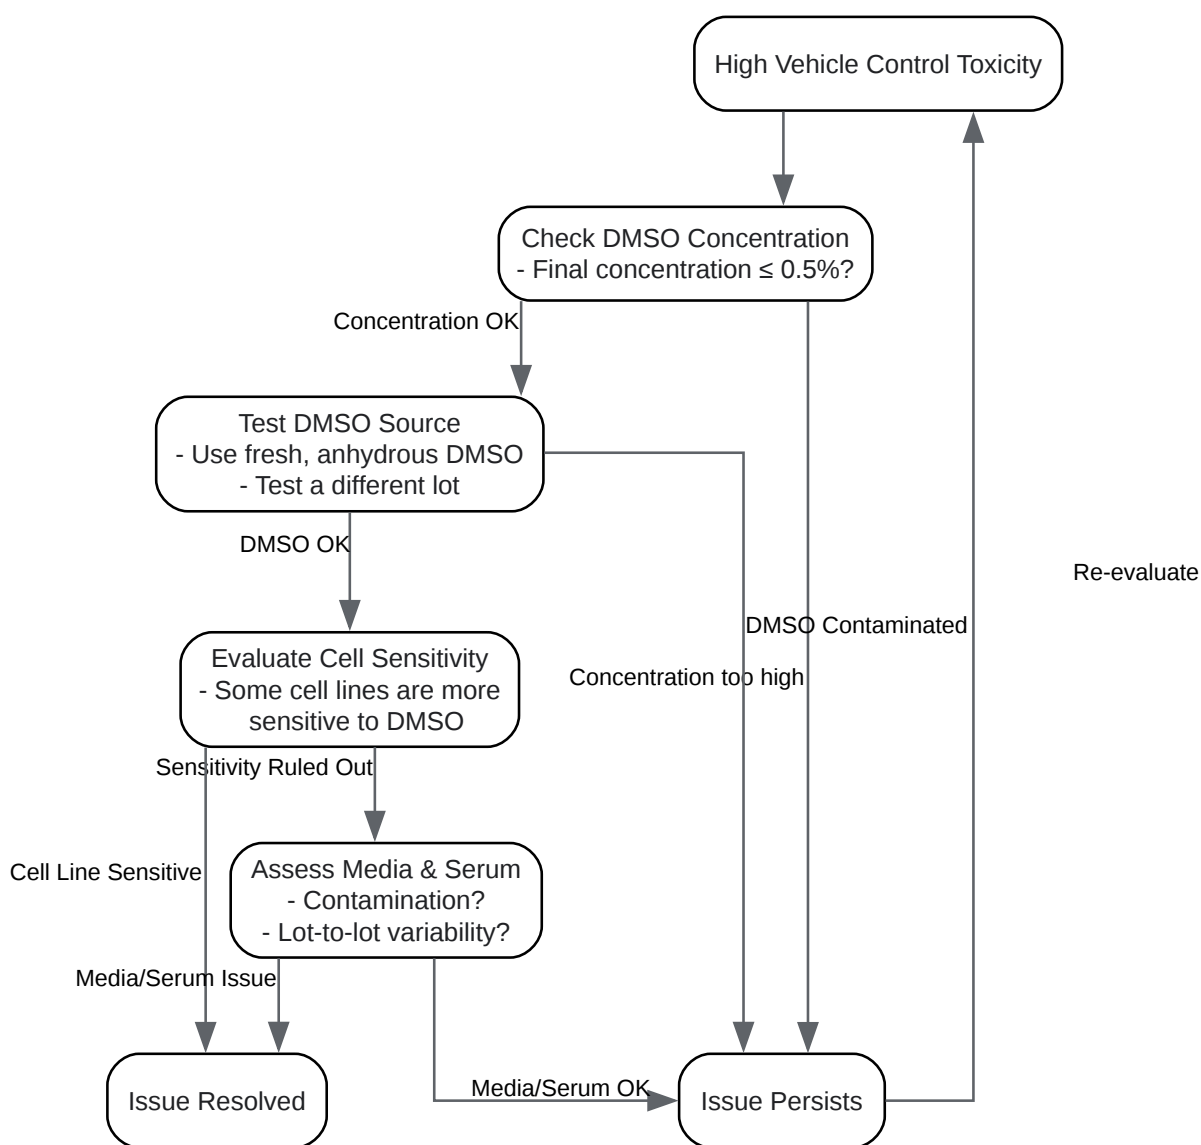 High Vehicle Control Toxicity
Check DMSO Concentration
- Final concentration ≤ 0.5%?
Concentration OK
Test DMSO Source
- Use fresh, anhydrous DMSO
- Test a different lot
DMSO OK
Re-evaluate
DMSO Contaminated
Evaluate Cell Sensitivity
- Some cell lines are more
sensitive to DMSO
Concentration too high
Sensitivity Ruled Out
Cell Line Sensitive
Assess Media & Serum
- Contamination?
- Lot-to-lot variability?
Media/Serum Issue
Media/Serum OK
Issue Resolved
Issue Persists